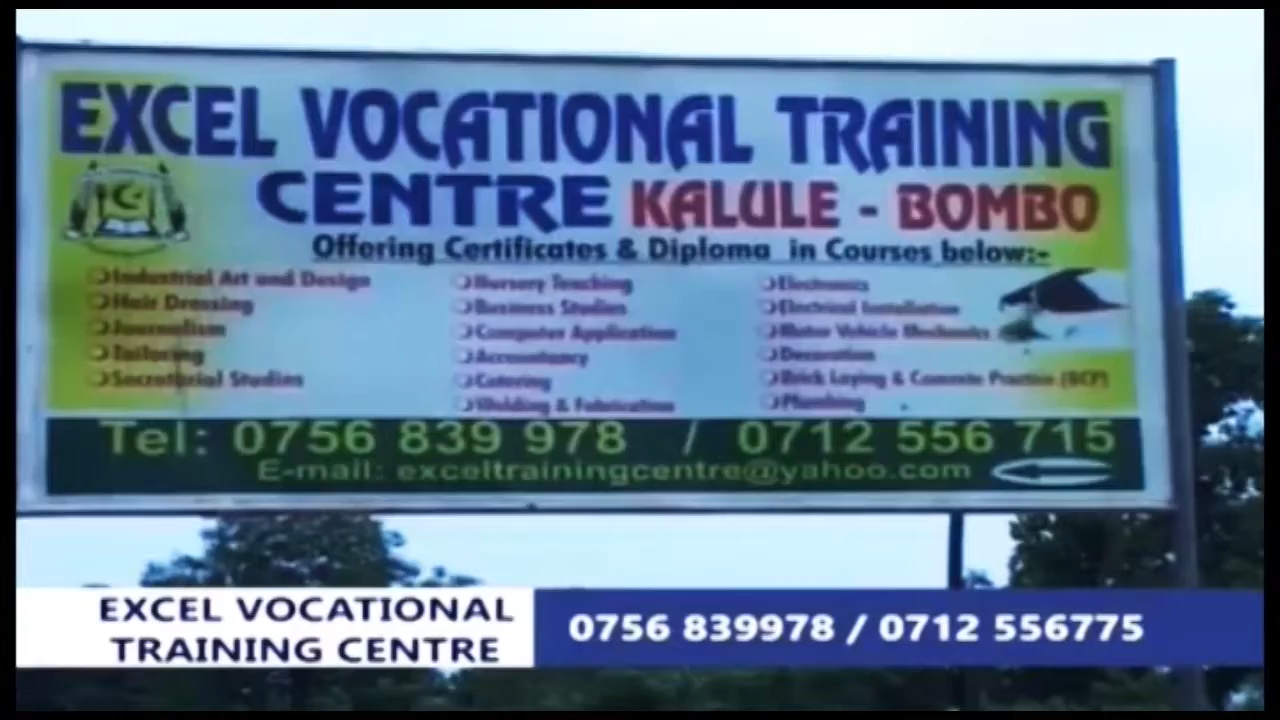 EXCEL VOCATIONAL TRAINING
CENTRE KALULE - BOMBO
Offering Certificates & Diploma in Courses below:-
Industrial Art and Design
Hair Dressing
Journalism
Tailoring
Secretarial Studies
Nursery Teaching
Business Studies
Computer Application
Accountancy
Catering
Welding & Fabrication
Electronics
Electrical Installation
Motor Vehicle Mechanics
Decoration
Brick Laying & Concrete Practice (BCP)
Plumbing
Tel: 0756 839 978 / 0712 556 715
E-mail: exceltrainingcentre@yahoo.com
EXCEL VOCATIONAL
TRAINING CENTRE
0756 839978 / 0712 556775